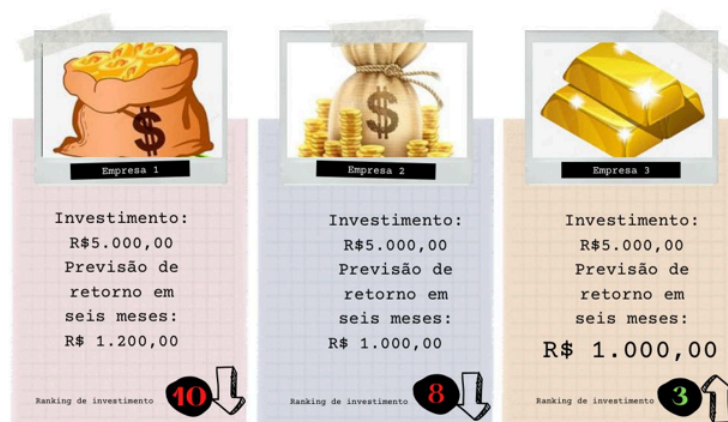 Empresa 1
Investimento:
R$5.000,00
Previsão de
retorno em
seis meses:
R$ 1.200,00
Ranking de investimento
10
Empresa 2
Investimento:
R$5.000,00
Previsão de
retorno em
seis meses:
R$ 1.000,00
Ranking de investimento
8
Empresa 3
Investimento:
R$5.000,00
Previsão de
retorno em
seis meses:
R$ 1.000,00
Ranking de investimento
3